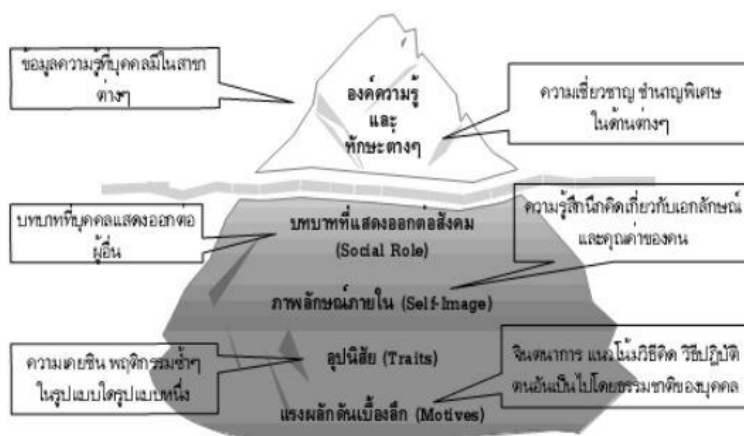 ข้อมูลความรู้ที่บุคคลมีในสาขา
ต่างๆ
องค์ความรู้
และ
ทักษะต่างๆ
ความเชี่ยวชาญ ชำนาญพิเศษ
ในด้านต่างๆ
บทบาทที่บุคคลแสดงออกต่อ
ผู้อื่น
บทบาทที่แสดงออกต่อสังคม
(Social Role)
ความรู้สึกนึกคิดเกี่ยวกับเอกลักษณ์
และคุณค่าของคน
ภาพลักษณ์ภายใน (Self-Image)
ความเคยชิน พฤติกรรมซ้ำๆ
ในรูปแบบใดรูปแบบหนึ่ง
อุปนิสัย (Traits)
จินตนาการ แนวโน้มวิธีคิด วิธีปฏิบัติ
ตนอันเป็นไปโดยธรรมชาติของบุคคล
แรงผลักดันเบื้องลึก (Motives)